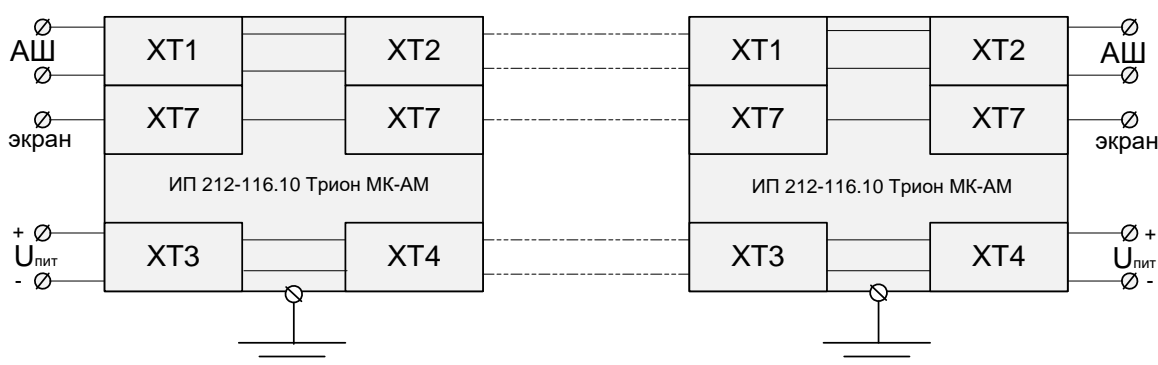 АШ XT1 XT2 XT1 XT2 АШ
экран XT7 XT7 XT7 XT7 экран
ИП 212-116.10 Трион МК-АМ ИП 212-116.10 Трион МК-АМ
+ +
Uпит XT3 XT4 XT3 XT4 Uпит
- -